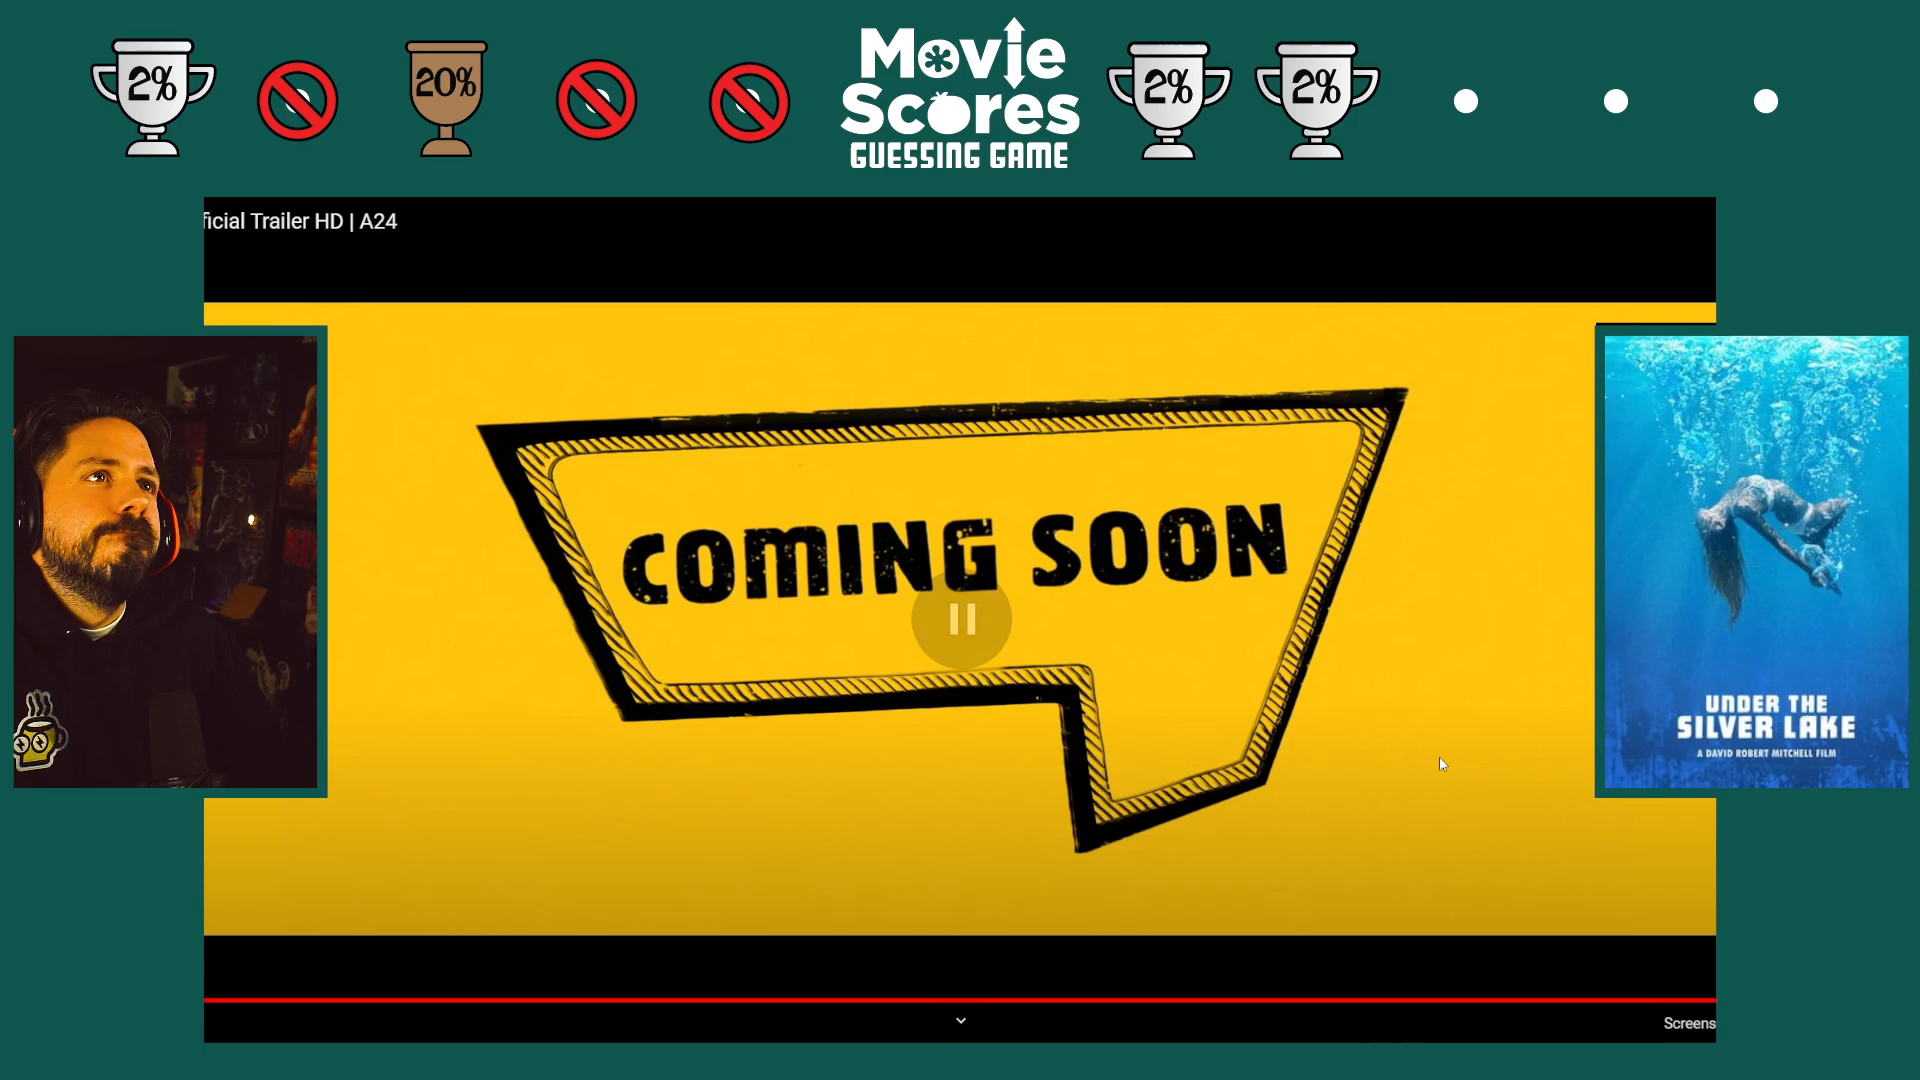 2%
20%
Movie
Scores
GUESSING GAME
2%
2%
ficial Trailer HD | A24
COMING SOON
UNDER THE
SILVER LAKE
A DAVID ROBERT MITCHELL FILM
Screens